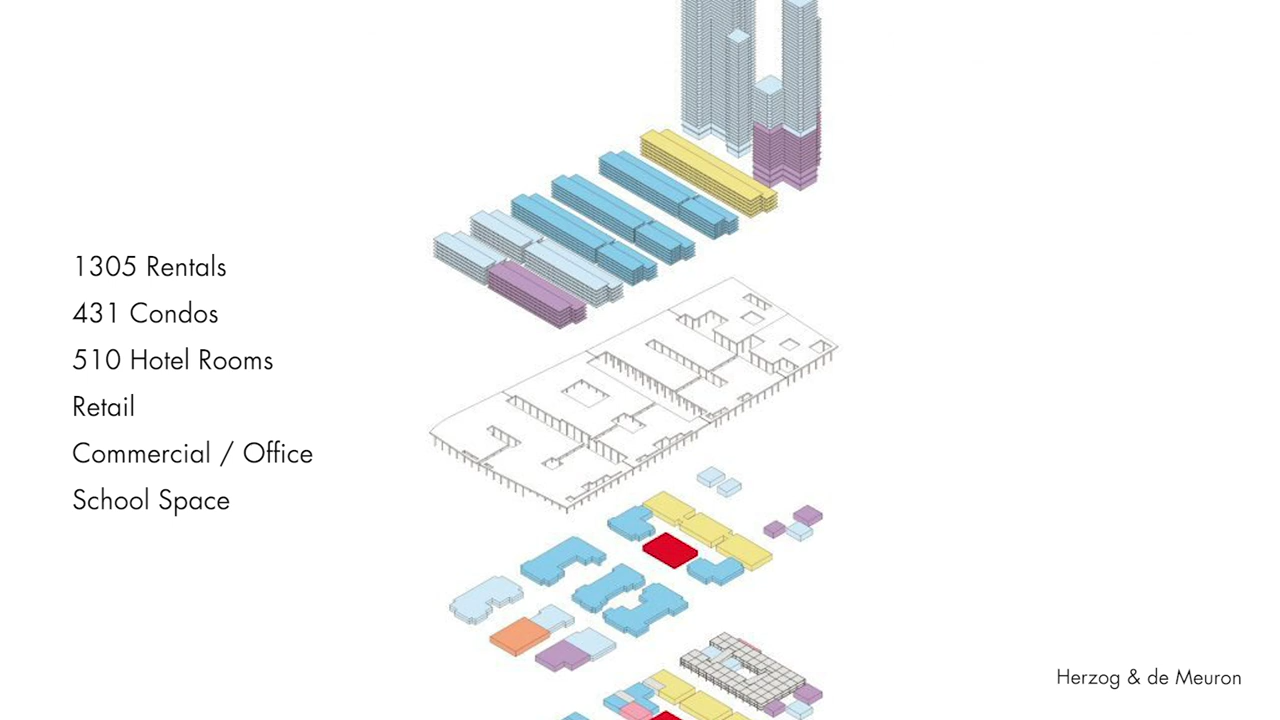 1305 Rentals
431 Condos
510 Hotel Rooms
Retail
Commercial / Office
School Space
Herzog & de Meuron